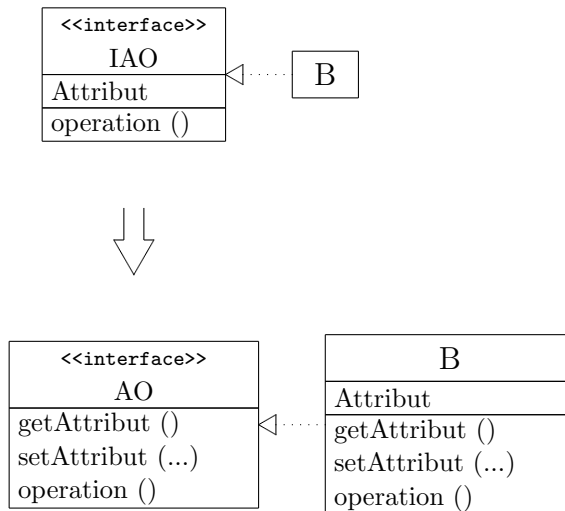 <<interface>>
IAO
Attribut
operation ()
B
<<interface>>
AO
getAttribut ()
setAttribut (...)
operation ()
B
Attribut
getAttribut ()
setAttribut (...)
operation ()